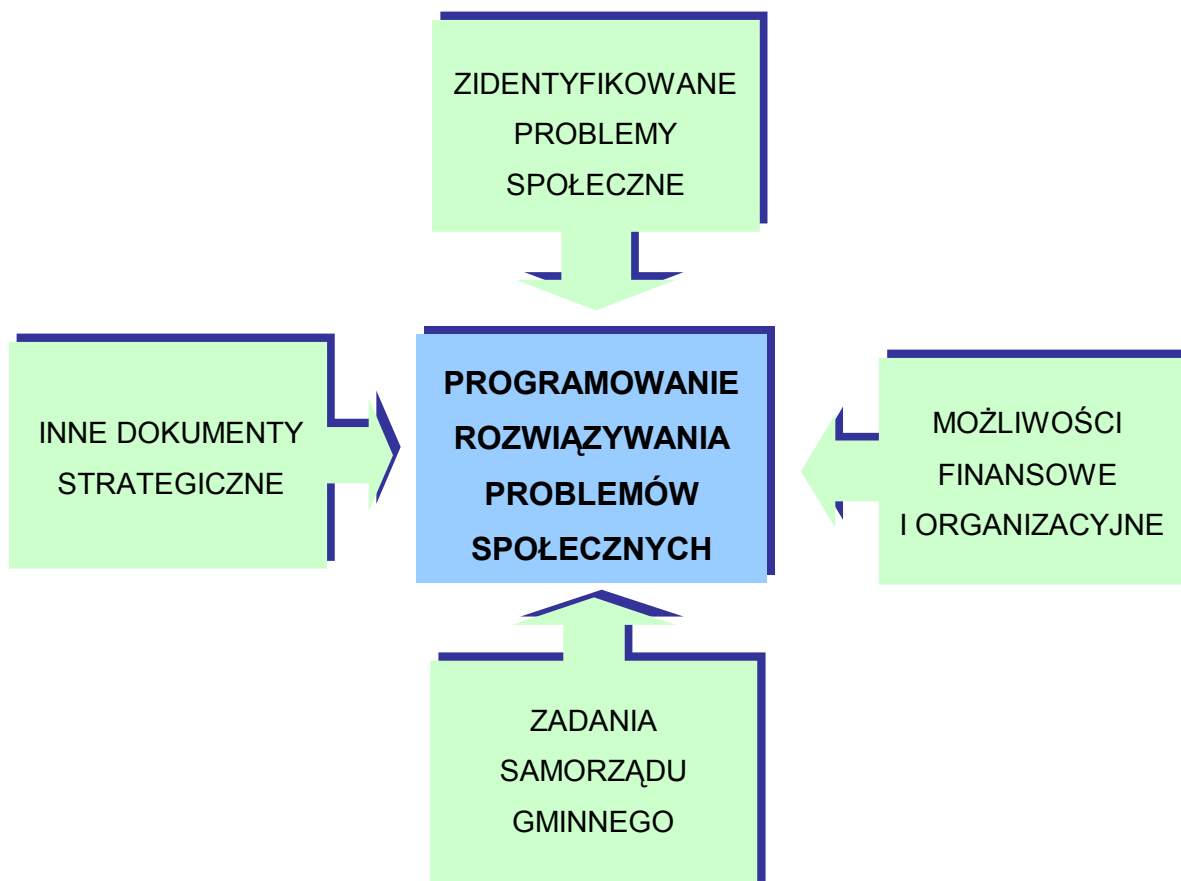 ZIDENTYFIKOWANE
PROBLEMY
SPOŁECZNE
INNE DOKUMENTY
STRATEGICZNE
PROGRAMOWANIE
ROZWIĄZYWANIA
PROBLEMÓW
SPOŁECZNYCH
MOŻLIWOŚCI
FINANSOWE
I ORGANIZACYJNE
ZADANIA
SAMORZĄDU
GMINNEGO